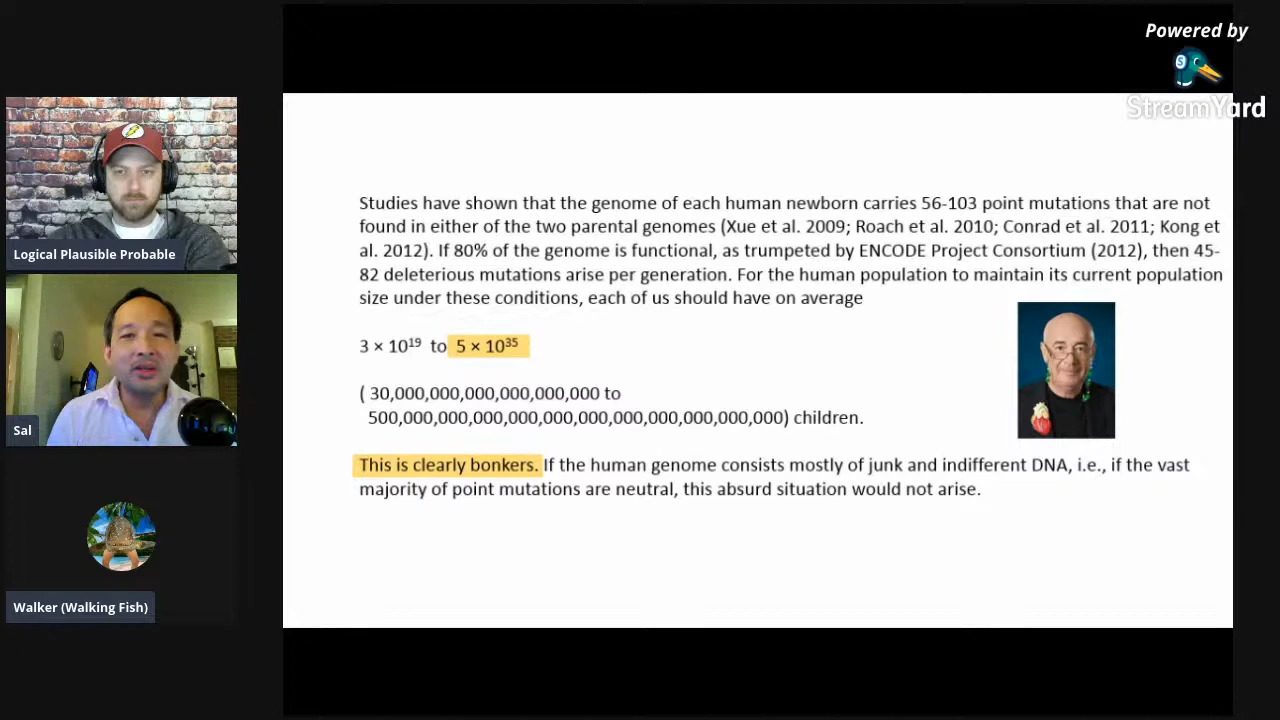 Powered by
StreamYard
Logical Plausible Probable
Sal
Walker (Walking Fish)
Studies have shown that the genome of each human newborn carries 56-103 point mutations that are not
found in either of the two parental genomes (Xue et al. 2009; Roach et al. 2010; Conrad et al. 2011; Kong et
al. 2012). If 80% of the genome is functional, as trumpeted by ENCODE Project Consortium (2012), then 45-
82 deleterious mutations arise per generation. For the human population to maintain its current population
size under these conditions, each of us should have on average
3 × 10¹⁹ to 5 × 10³⁵
( 30,000,000,000,000,000,000 to
500,000,000,000,000,000,000,000,000,000,000,000) children.
This is clearly bonkers. If the human genome consists mostly of junk and indifferent DNA, i.e., if the vast
majority of point mutations are neutral, this absurd situation would not arise.